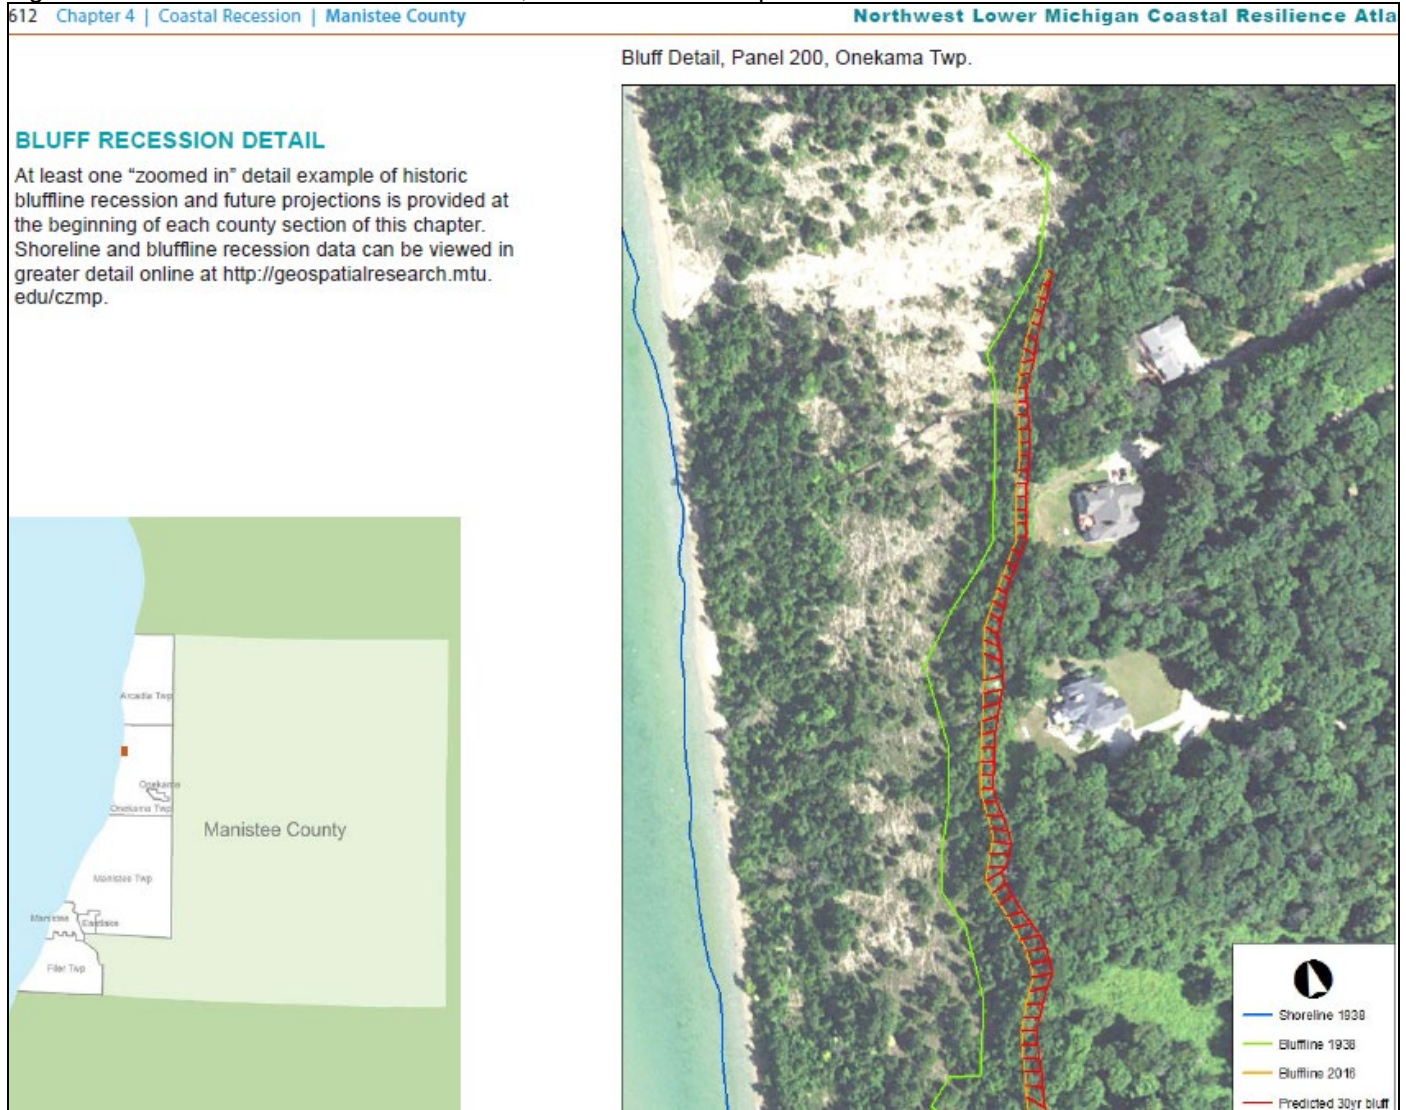 612 Chapter 4 | Coastal Recession | Manistee County
Northwest Lower Michigan Coastal Resilience Atla
Bluff Detail, Panel 200, Onekama Twp.
BLUFF RECESSION DETAIL
At least one “zoomed in” detail example of historic
bluffline recession and future projections is provided at
the beginning of each county section of this chapter.
Shoreline and bluffline recession data can be viewed in
greater detail online at http://geospatialresearch.mtu.
edu/czmp.
Arcadia Twp
Onekama
Onekama Twp
Manistee County
Manistee Twp
Manistee
Eastlake
Filer Twp
Shoreline 1938
Bluffline 1938
Bluffline 2016
Predicted 30yr bluff